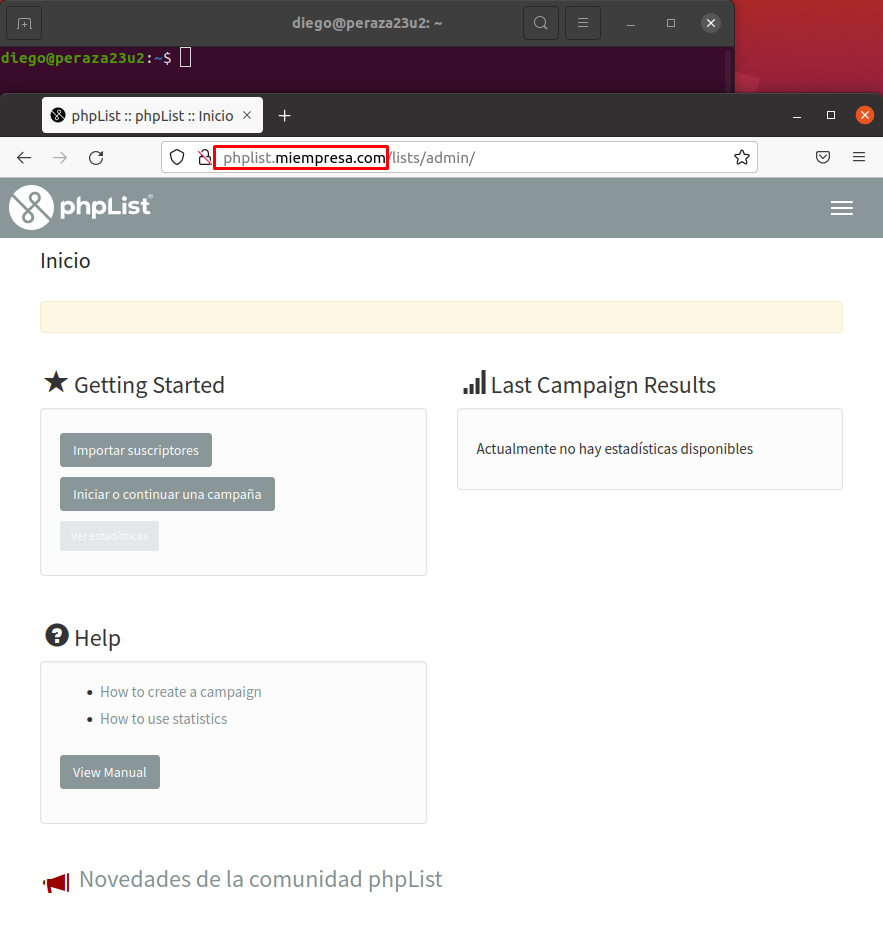 diego@peraza23u2: ~
diego@peraza23u2:~$
phpList :: phpList :: Inicio
phplist.miempresa.com/lists/admin/
phpList®
Inicio
Getting Started
Importar suscriptores
Iniciar o continuar una campaña
Ver estadísticas
Last Campaign Results
Actualmente no hay estadísticas disponibles
Help
How to create a campaign
How to use statistics
View Manual
Novedades de la comunidad phpList